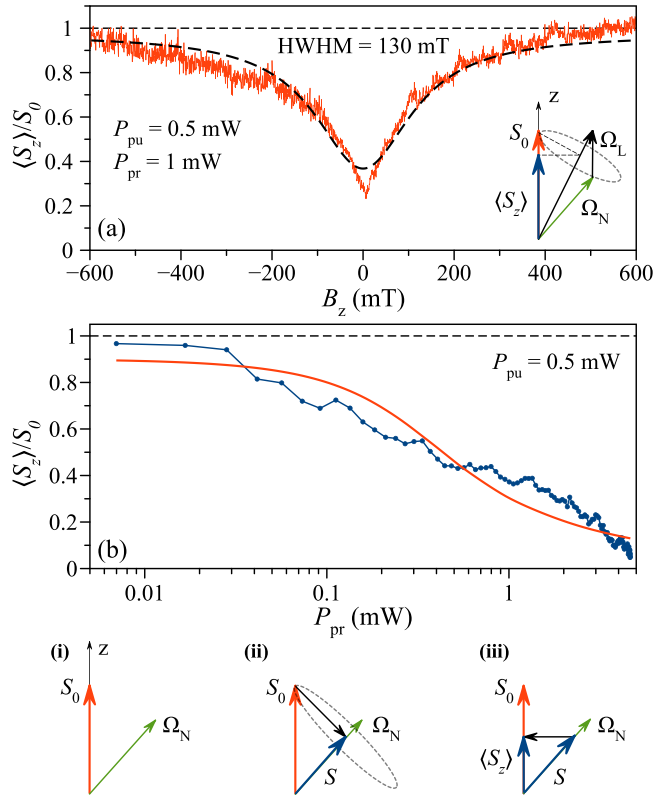 1
0.8
0.6
0.4
0.2
0
⟨S_z⟩/S_0
HWHM = 130 mT
P_pu = 0.5 mW
P_pr = 1 mW
(a)
z
S_0
Ω_L
⟨S_z⟩
Ω_N
−600 −400 −200 0 200 400 600
B_z (mT)
1
0.8
0.6
0.4
0.2
0
⟨S_z⟩/S_0
P_pu = 0.5 mW
(b)
0.01 0.1 1
P_pr (mW)
(i) z (ii) (iii)
S_0 Ω_N S_0 Ω_N S_0 Ω_N
S ⟨S_z⟩ S